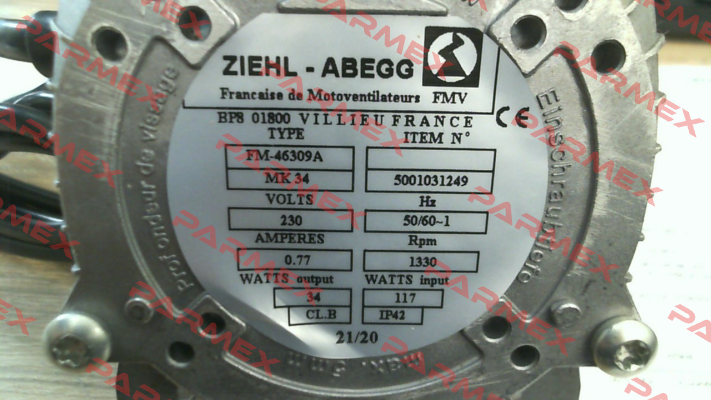 ZIEHL - ABEGG
Francaise de Motoventilateurs FMV
BP8 01800 VILLIEU FRANCE
TYPE ITEM N°
FM-46309A
MK 34 5001031249
VOLTS Hz
230 50/60~1
AMPERES Rpm
0.77 1330
WATTS output WATTS input
34 117
CL.B IP42
21/20
Profondeur de vissage
Einschraubtiefe
max. 5mm
PARMEX